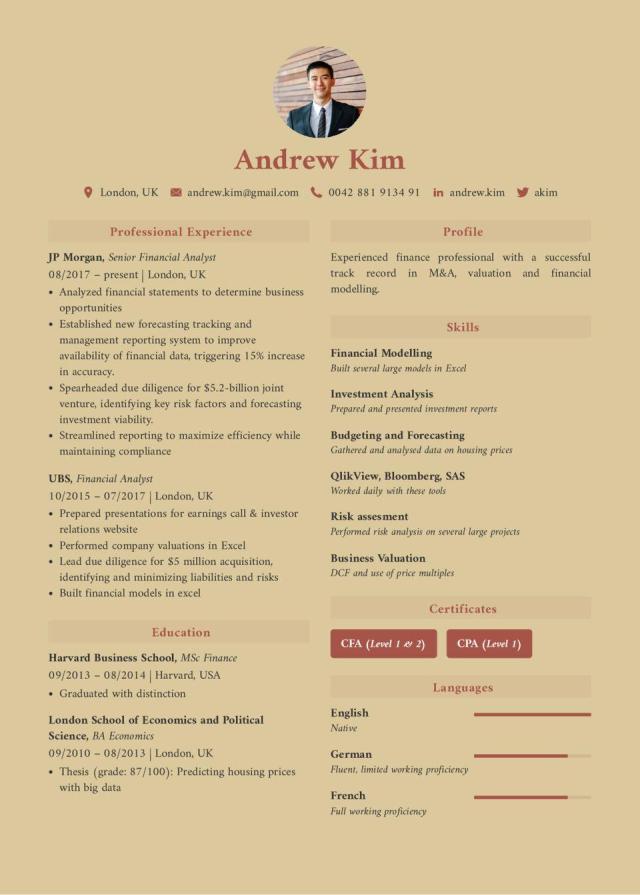 Andrew Kim
London, UK andrew.kim@gmail.com 0042 881 9134 91 andrew.kim akim
Professional Experience
JP Morgan, Senior Financial Analyst
08/2017 – present | London, UK
• Analyzed financial statements to determine business
opportunities
• Established new forecasting tracking and
management reporting system to improve
availability of financial data, triggering 15% increase
in accuracy.
• Spearheaded due diligence for $5.2-billion joint
venture, identifying key risk factors and forecasting
investment viability.
• Streamlined reporting to maximize efficiency while
maintaining compliance
UBS, Financial Analyst
10/2015 – 07/2017 | London, UK
• Prepared presentations for earnings call & investor
relations website
• Performed company valuations in Excel
• Lead due diligence for $5 million acquisition,
identifying and minimizing liabilities and risks
• Built financial models in excel
Education
Harvard Business School, MSc Finance
09/2013 – 08/2014 | Harvard, USA
• Graduated with distinction
London School of Economics and Political
Science, BA Economics
09/2010 – 08/2013 | London, UK
• Thesis (grade: 87/100): Predicting housing prices
with big data
Profile
Experienced finance professional with a successful
track record in M&A, valuation and financial
modelling.
Skills
Financial Modelling
Built several large models in Excel
Investment Analysis
Prepared and presented investment reports
Budgeting and Forecasting
Gathered and analysed data on housing prices
QlikView, Bloomberg, SAS
Worked daily with these tools
Risk assesment
Performed risk analysis on several large projects
Business Valuation
DCF and use of price multiples
Certificates
CFA (Level 1 & 2) CPA (Level 1)
Languages
English
Native
German
Fluent, limited working proficiency
French
Full working proficiency